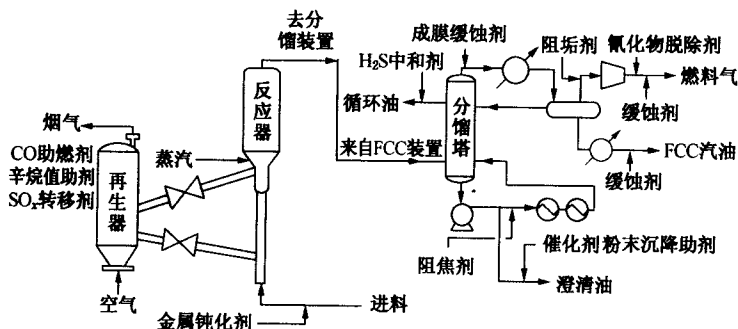 去分
馏装置
成膜缓蚀剂
H₂S中和剂
阻垢剂
氰化物脱除剂
燃料气
缓蚀剂
反应器
循环油
分馏塔
烟气
CO助燃剂
辛烷值助剂
SOₓ转移剂
再生器
蒸汽
来自FCC装置
FCC汽油
缓蚀剂
阻焦剂
催化剂粉末沉降助剂
澄清油
空气
金属钝化剂
进料